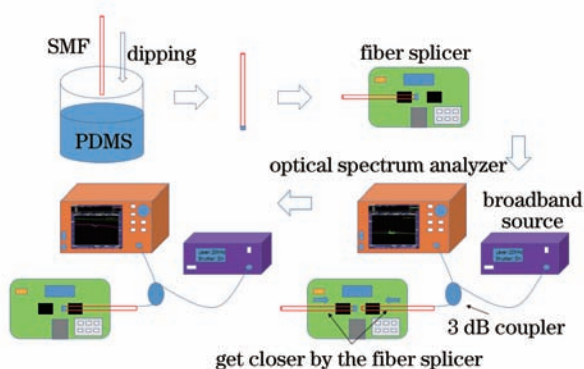 SMF
dipping
fiber splicer
PDMS
optical spectrum analyzer
broadband
source
3 dB coupler
get closer by the fiber splicer